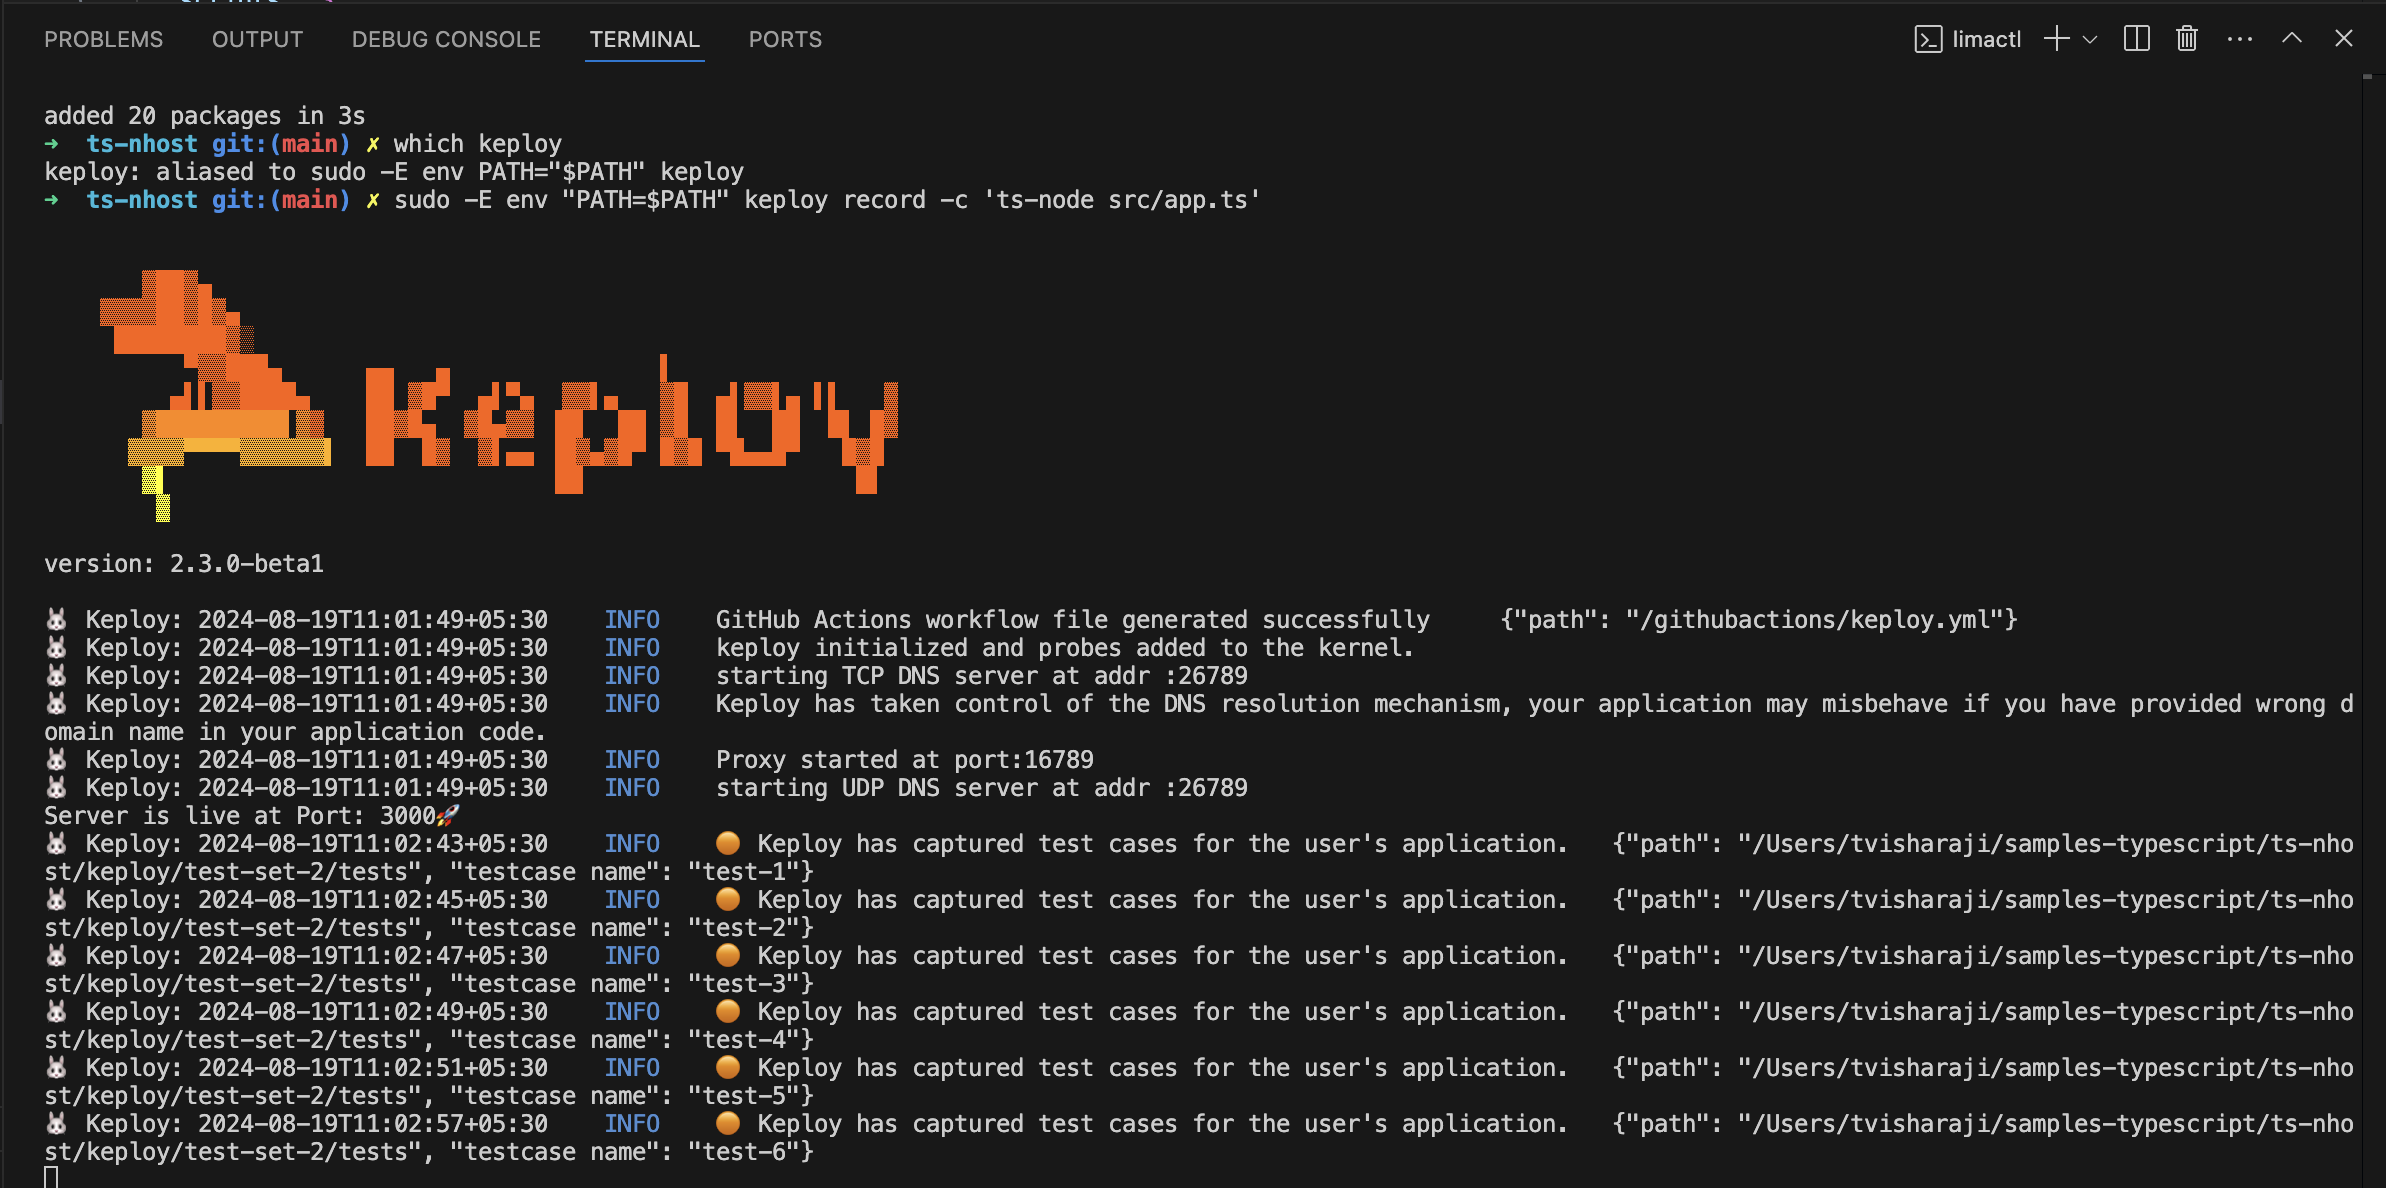 PROBLEMS OUTPUT DEBUG CONSOLE TERMINAL PORTS limactl
added 20 packages in 3s
➜  ts-nhost git:(main) ✗ which keploy
keploy: aliased to sudo -E env PATH="$PATH" keploy
➜  ts-nhost git:(main) ✗ sudo -E env "PATH=$PATH" keploy record -c 'ts-node src/app.ts'
Keploy
version: 2.3.0-beta1
🐰 Keploy: 2024-08-19T11:01:49+05:30    INFO    GitHub Actions workflow file generated successfully     {"path": "/githubactions/keploy.yml"}
🐰 Keploy: 2024-08-19T11:01:49+05:30    INFO    keploy initialized and probes added to the kernel.
🐰 Keploy: 2024-08-19T11:01:49+05:30    INFO    starting TCP DNS server at addr :26789
🐰 Keploy: 2024-08-19T11:01:49+05:30    INFO    Keploy has taken control of the DNS resolution mechanism, your application may misbehave if you have provided wrong d
omain name in your application code.
🐰 Keploy: 2024-08-19T11:01:49+05:30    INFO    Proxy started at port:16789
🐰 Keploy: 2024-08-19T11:01:49+05:30    INFO    starting UDP DNS server at addr :26789
Server is live at Port: 3000🚀
🐰 Keploy: 2024-08-19T11:02:43+05:30    INFO    🟠 Keploy has captured test cases for the user's application.   {"path": "/Users/tvisharaji/samples-typescript/ts-nho
st/keploy/test-set-2/tests", "testcase name": "test-1"}
🐰 Keploy: 2024-08-19T11:02:45+05:30    INFO    🟠 Keploy has captured test cases for the user's application.   {"path": "/Users/tvisharaji/samples-typescript/ts-nho
st/keploy/test-set-2/tests", "testcase name": "test-2"}
🐰 Keploy: 2024-08-19T11:02:47+05:30    INFO    🟠 Keploy has captured test cases for the user's application.   {"path": "/Users/tvisharaji/samples-typescript/ts-nho
st/keploy/test-set-2/tests", "testcase name": "test-3"}
🐰 Keploy: 2024-08-19T11:02:49+05:30    INFO    🟠 Keploy has captured test cases for the user's application.   {"path": "/Users/tvisharaji/samples-typescript/ts-nho
st/keploy/test-set-2/tests", "testcase name": "test-4"}
🐰 Keploy: 2024-08-19T11:02:51+05:30    INFO    🟠 Keploy has captured test cases for the user's application.   {"path": "/Users/tvisharaji/samples-typescript/ts-nho
st/keploy/test-set-2/tests", "testcase name": "test-5"}
🐰 Keploy: 2024-08-19T11:02:57+05:30    INFO    🟠 Keploy has captured test cases for the user's application.   {"path": "/Users/tvisharaji/samples-typescript/ts-nho
st/keploy/test-set-2/tests", "testcase name": "test-6"}